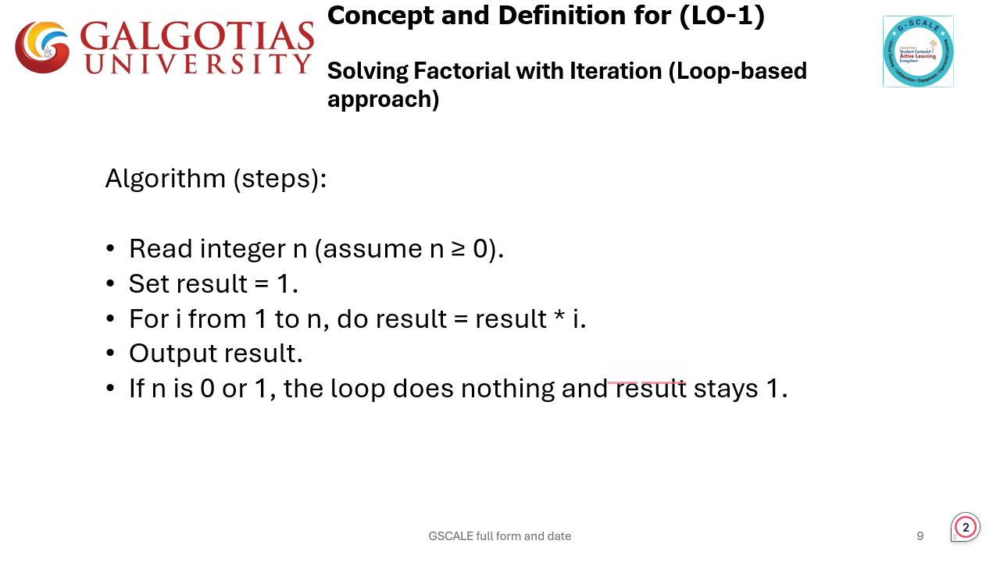 GALGOTIAS
UNIVERSITY
Concept and Definition for (LO-1)
Solving Factorial with Iteration (Loop-based
approach)
G-SCALE
GALGOTIAS
Student Centered
Active Learning
Ecosystem
Algorithm (steps):
• Read integer n (assume n ≥ 0).
• Set result = 1.
• For i from 1 to n, do result = result * i.
• Output result.
• If n is 0 or 1, the loop does nothing and result stays 1.
GSCALE full form and date
9
2